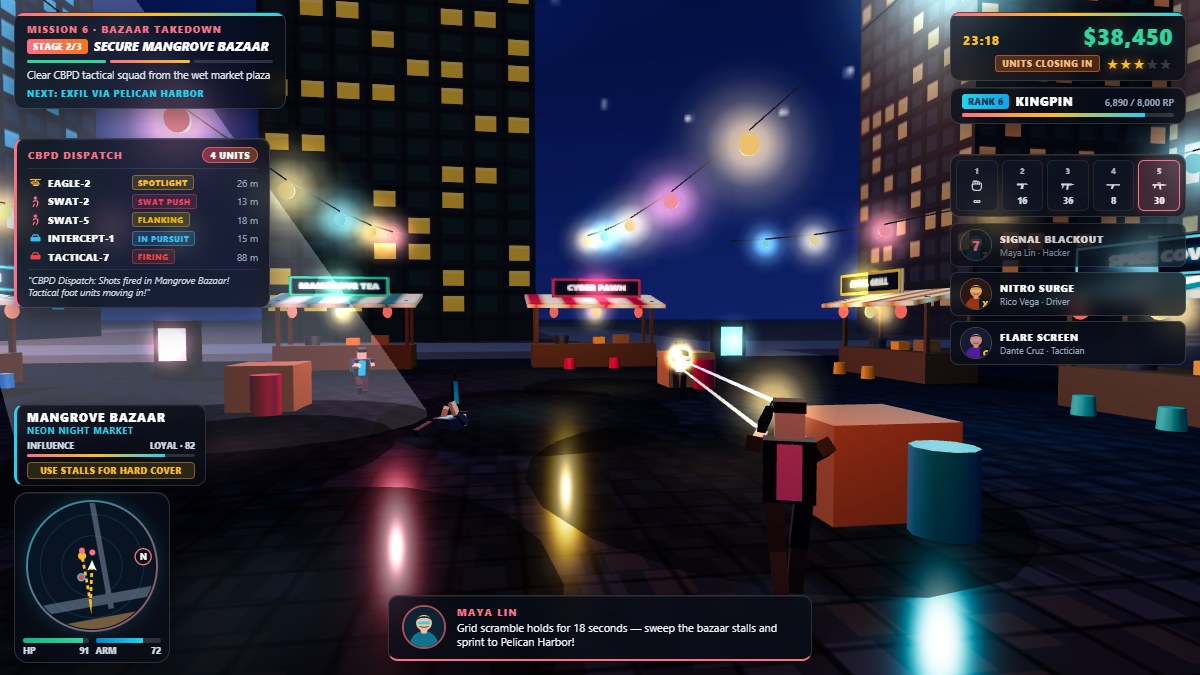 MISSION 6 · BAZAAR TAKEDOWN
STAGE 2/3 SECURE MANGROVE BAZAAR
Clear CBPD tactical squad from the wet market plaza
NEXT: EXFIL VIA PELICAN HARBOR
CBPD DISPATCH 4 UNITS
EAGLE-2 SPOTLIGHT 26 m
SWAT-2 SWAT PUSH 13 m
SWAT-5 FLANKING 18 m
INTERCEPT-1 IN PURSUIT 15 m
TACTICAL-7 FIRING 88 m
"CBPD Dispatch: Shots fired in Mangrove Bazaar!
Tactical foot units moving in!"
MANGROVE TEA
CYBER PAWN
GRILL
SPICE COV
23:18 $38,450
UNITS CLOSING IN ★★★★★
RANK 6 KINGPIN 6,890 / 8,000 RP
1 2 3 4 5
∞ 16 36 8 30
7
SIGNAL BLACKOUT
Maya Lin · Hacker
NITRO SURGE
Rico Vega · Driver
FLARE SCREEN
Dante Cruz · Tactician
MANGROVE BAZAAR
NEON NIGHT MARKET
INFLUENCE LOYAL · 82
USE STALLS FOR HARD COVER
N
HP 91 ARM 72
MAYA LIN
Grid scramble holds for 18 seconds — sweep the bazaar stalls and
sprint to Pelican Harbor!